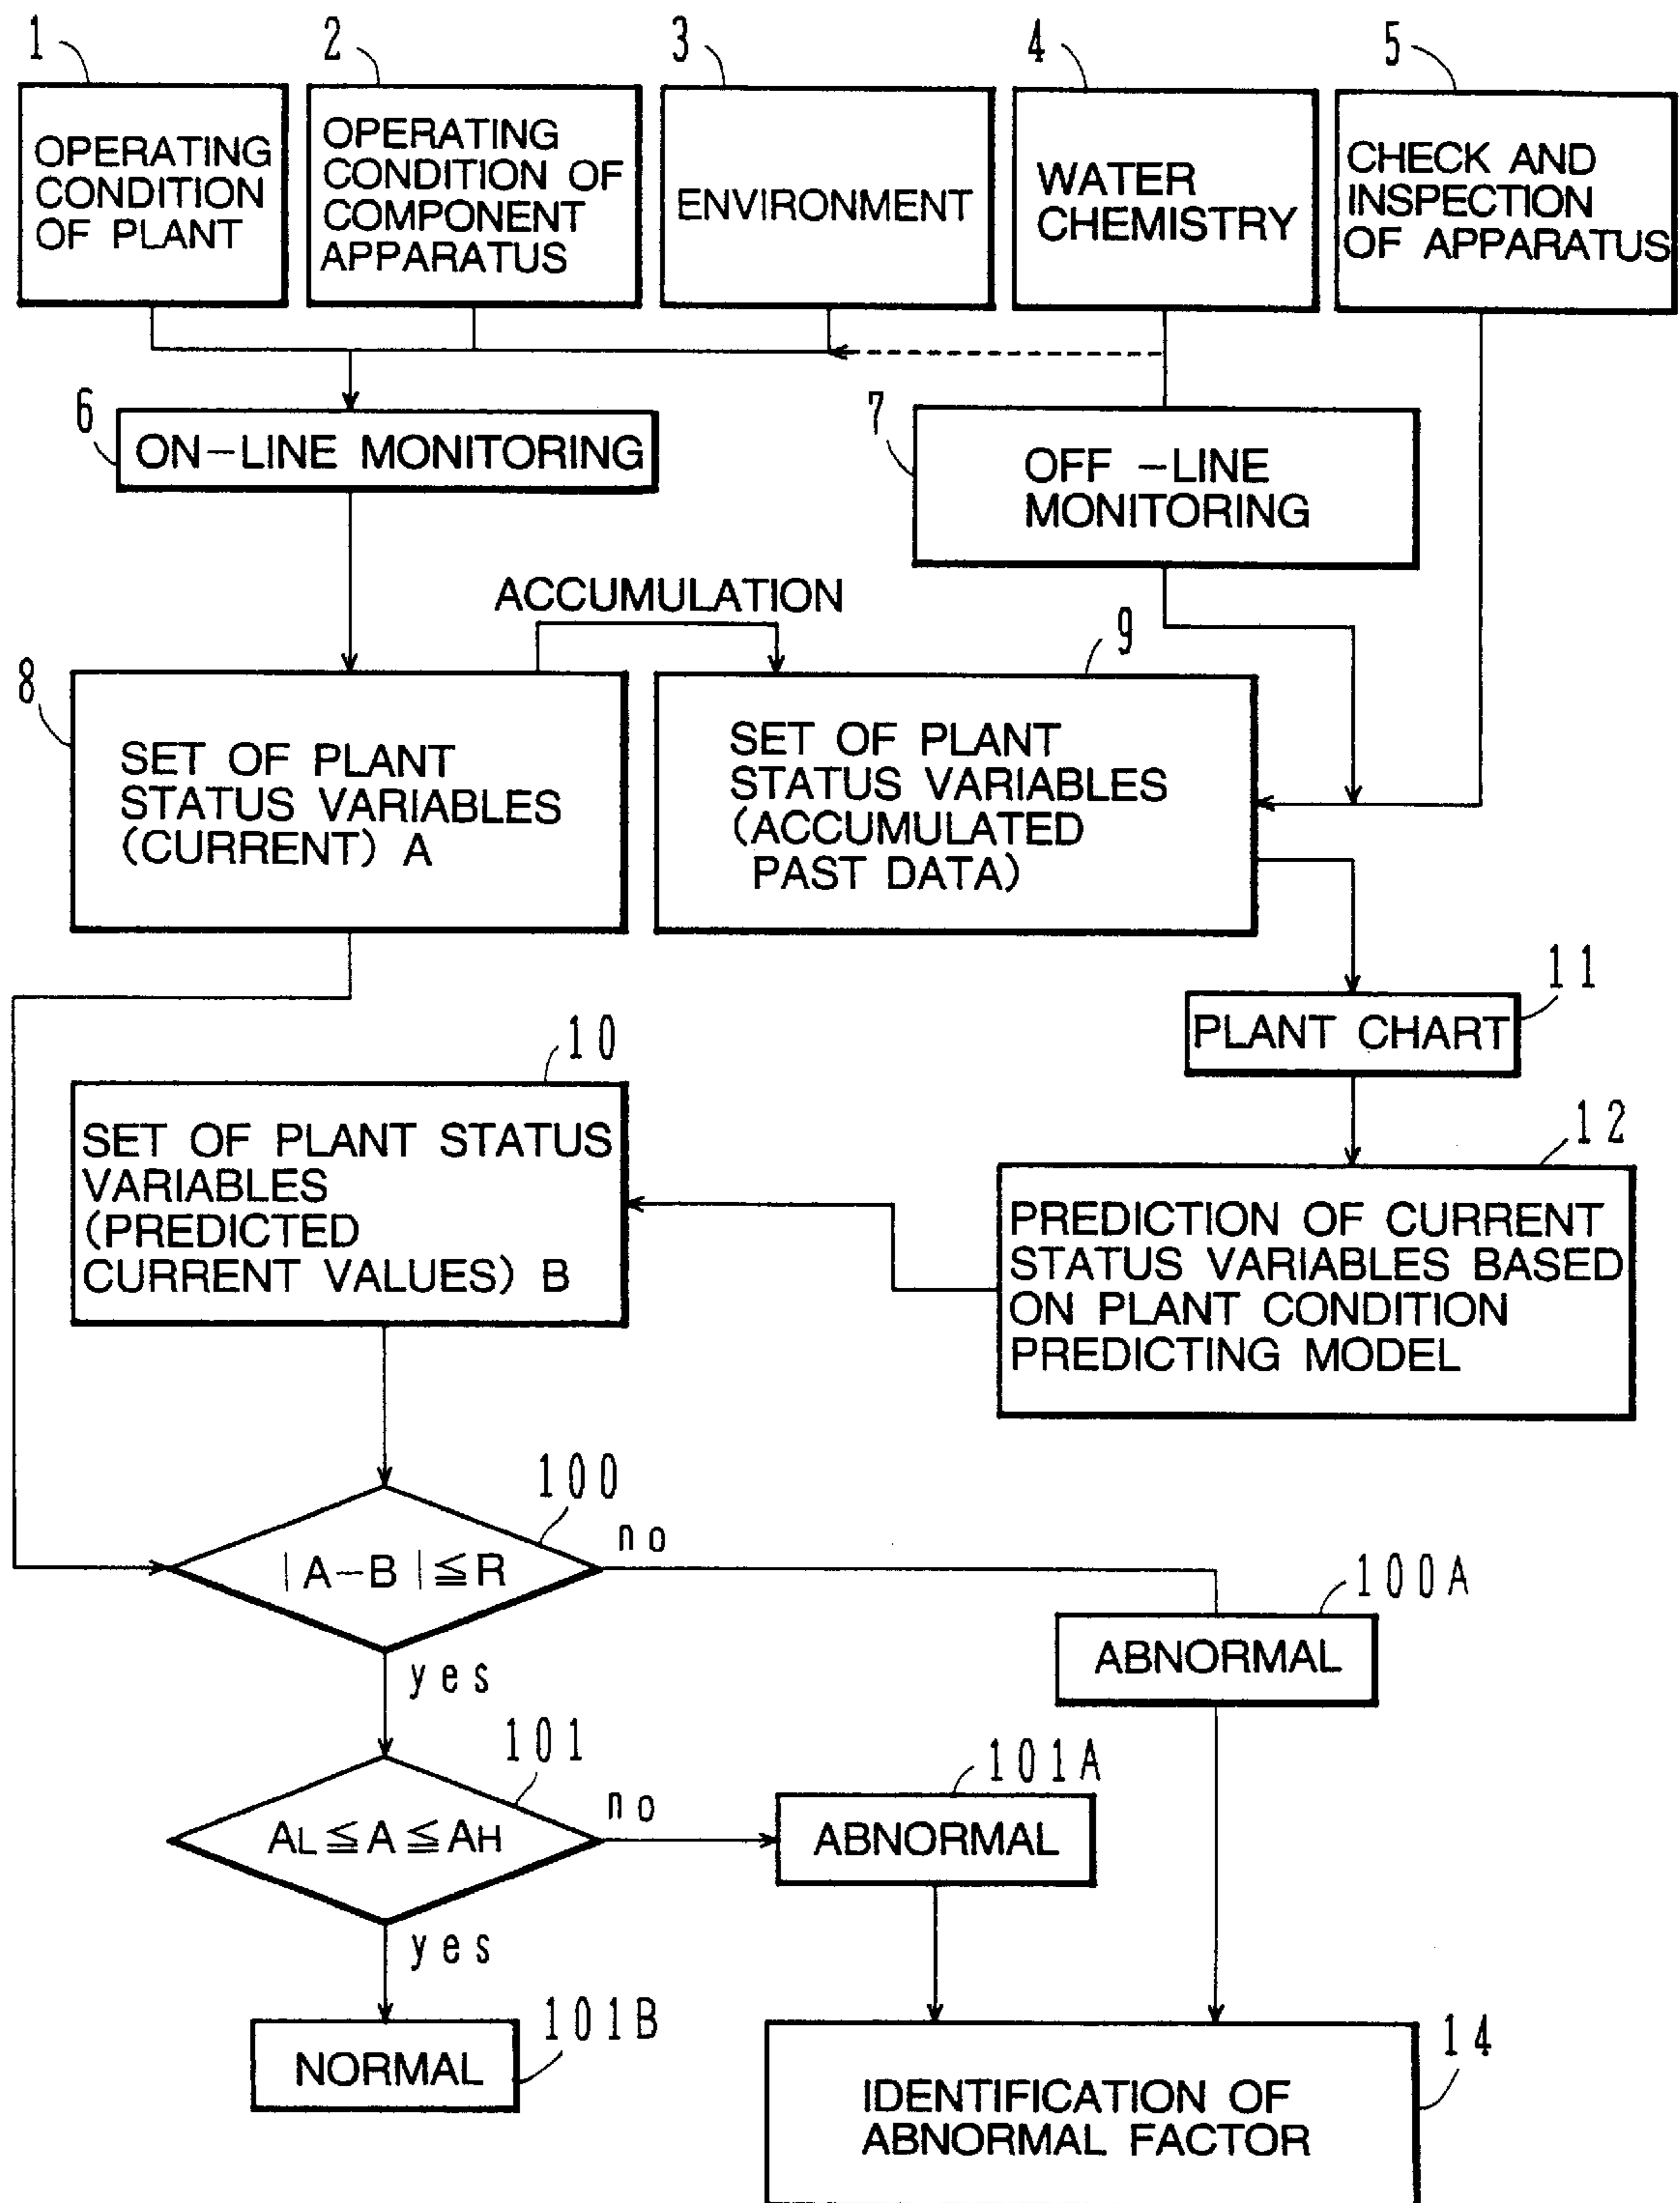 1
2
3
4
5
OPERATING
CONDITION
OF PLANT
OPERATING
CONDITION OF
COMPONENT
APPARATUS
ENVIRONMENT
WATER
CHEMISTRY
CHECK AND
INSPECTION
OF APPARATUS
6
ON-LINE MONITORING
7
OFF -LINE
MONITORING
ACCUMULATION
8
SET OF PLANT
STATUS VARIABLES
(CURRENT) A
9
SET OF PLANT
STATUS VARIABLES
(ACCUMULATED
PAST DATA)
11
PLANT CHART
10
SET OF PLANT STATUS
VARIABLES
(PREDICTED
CURRENT VALUES) B
12
PREDICTION OF CURRENT
STATUS VARIABLES BASED
ON PLANT CONDITION
PREDICTING MODEL
100
|A-B|≦R
no
yes
100A
ABNORMAL
101
AL≦A≦AH
no
yes
101A
ABNORMAL
101B
NORMAL
14
IDENTIFICATION OF
ABNORMAL FACTOR